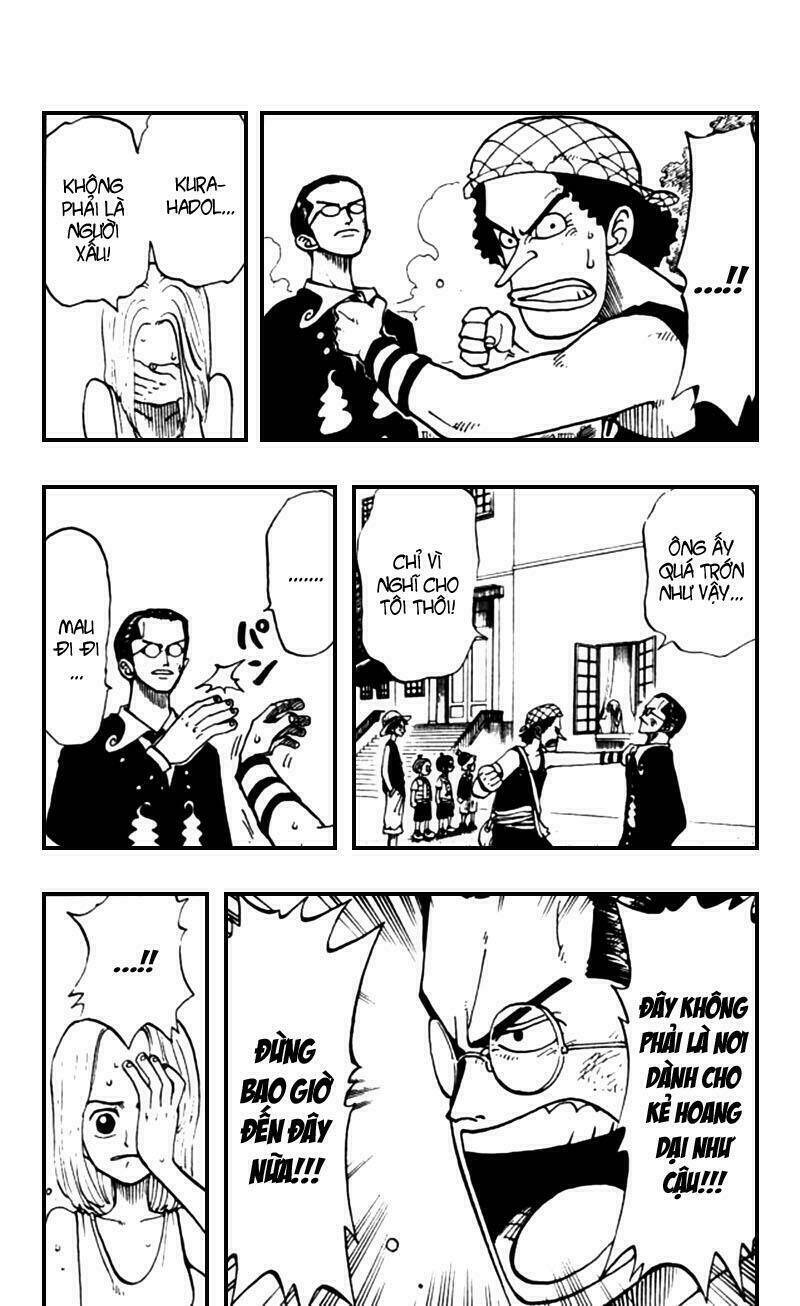 ....!!
KURA-
HADOL...
KHÔNG
PHẢI LÀ
NGƯỜI
XẤU!
ÔNG ẤY
QUÁ TRỚN
NHƯ VẬY...
CHỈ VÌ
NGHĨ CHO
TÔI THÔI!
........
パン
MAU
ĐI ĐI
...
ĐÂY KHÔNG
PHẢI LÀ NƠI
DÀNH CHO
KẺ HOANG
DẠI NHƯ
CẬU!!!
ĐỪNG
BAO GIỜ
ĐẾN ĐÂY
NỮA!!!
....!!